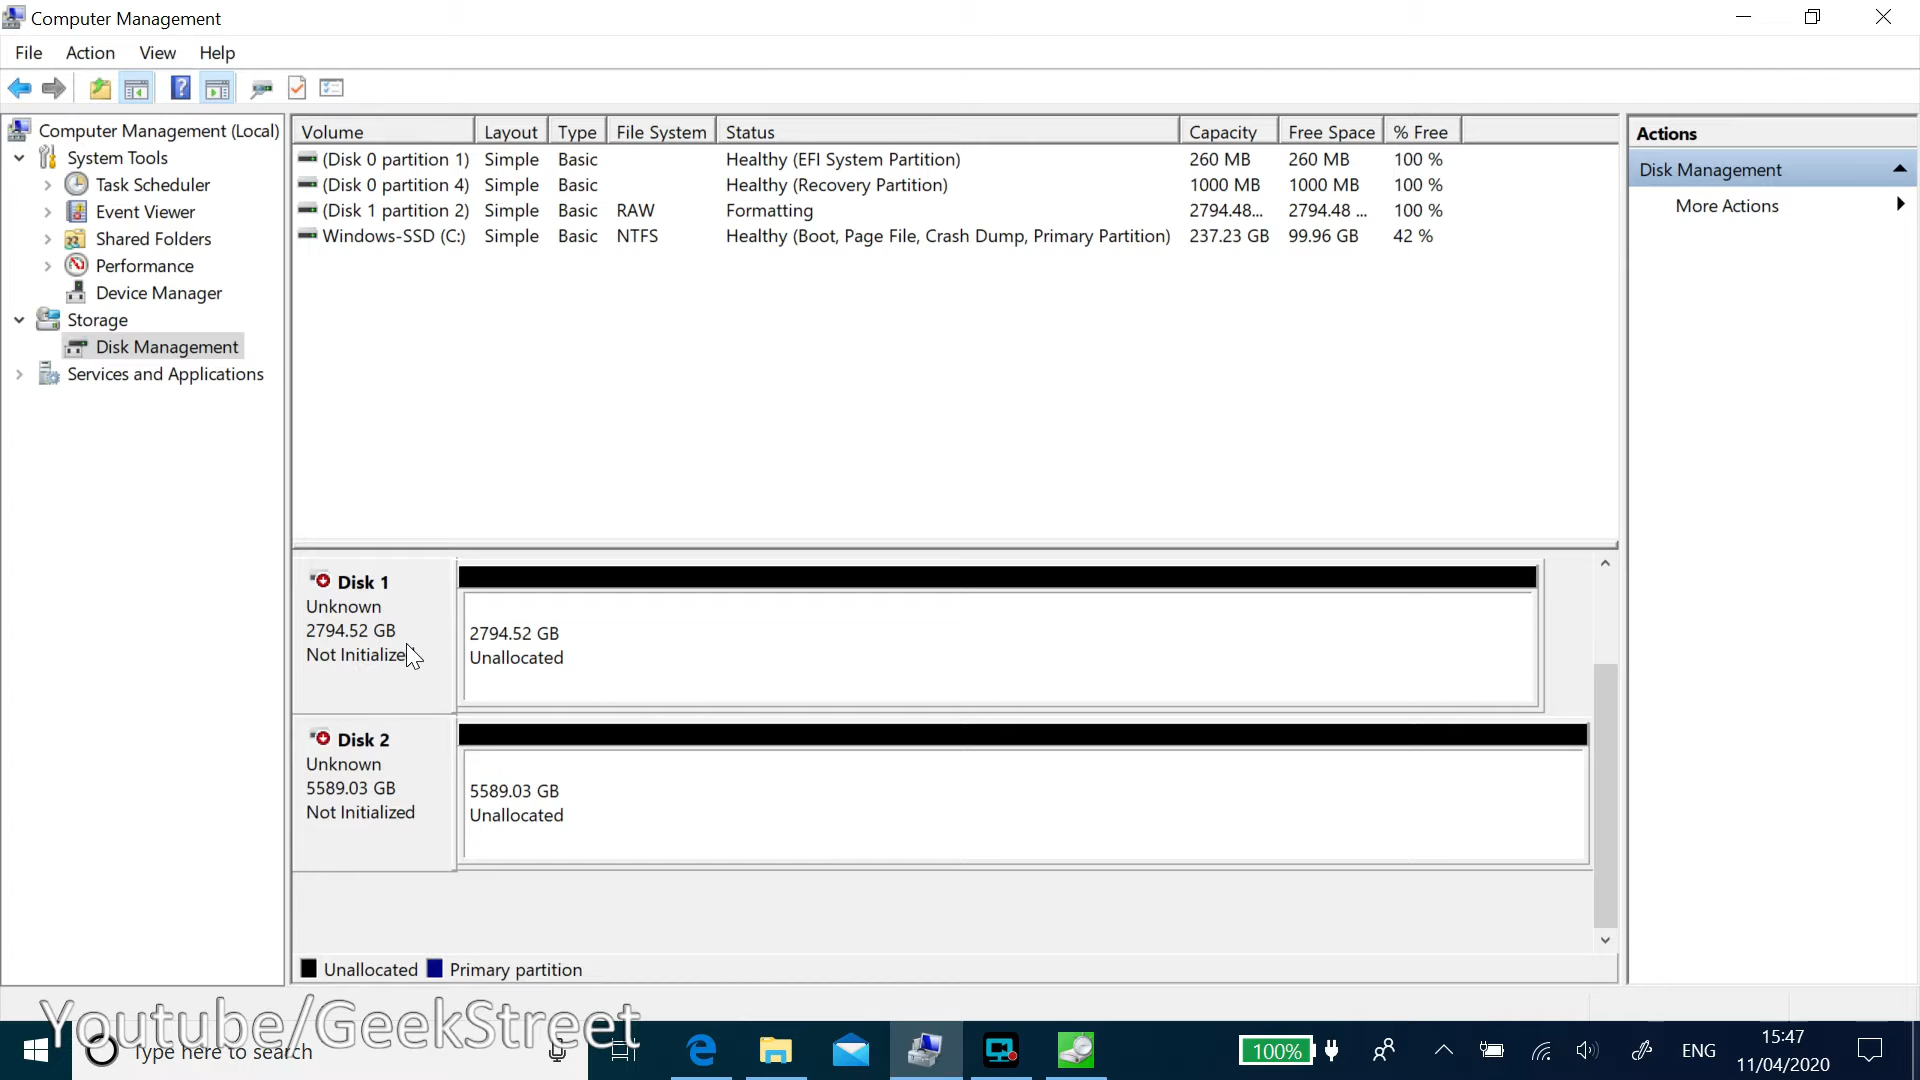 Computer Management
File Action View Help
Computer Management (Local)
System Tools
Task Scheduler
Event Viewer
Shared Folders
Performance
Device Manager
Storage
Disk Management
Services and Applications
Volume Layout Type File System Status Capacity Free Space % Free
(Disk 0 partition 1) Simple Basic Healthy (EFI System Partition) 260 MB 260 MB 100 %
(Disk 0 partition 4) Simple Basic Healthy (Recovery Partition) 1000 MB 1000 MB 100 %
(Disk 1 partition 2) Simple Basic RAW Formatting 2794.48... 2794.48 ... 100 %
Windows-SSD (C:) Simple Basic NTFS Healthy (Boot, Page File, Crash Dump, Primary Partition) 237.23 GB 99.96 GB 42 %
Actions
Disk Management
More Actions
Disk 1
Unknown
2794.52 GB
Not Initialized
2794.52 GB
Unallocated
Disk 2
Unknown
5589.03 GB
Not Initialized
5589.03 GB
Unallocated
Unallocated Primary partition
Youtube/GeekStreet
Type here to search
100%
ENG
15:47
11/04/2020